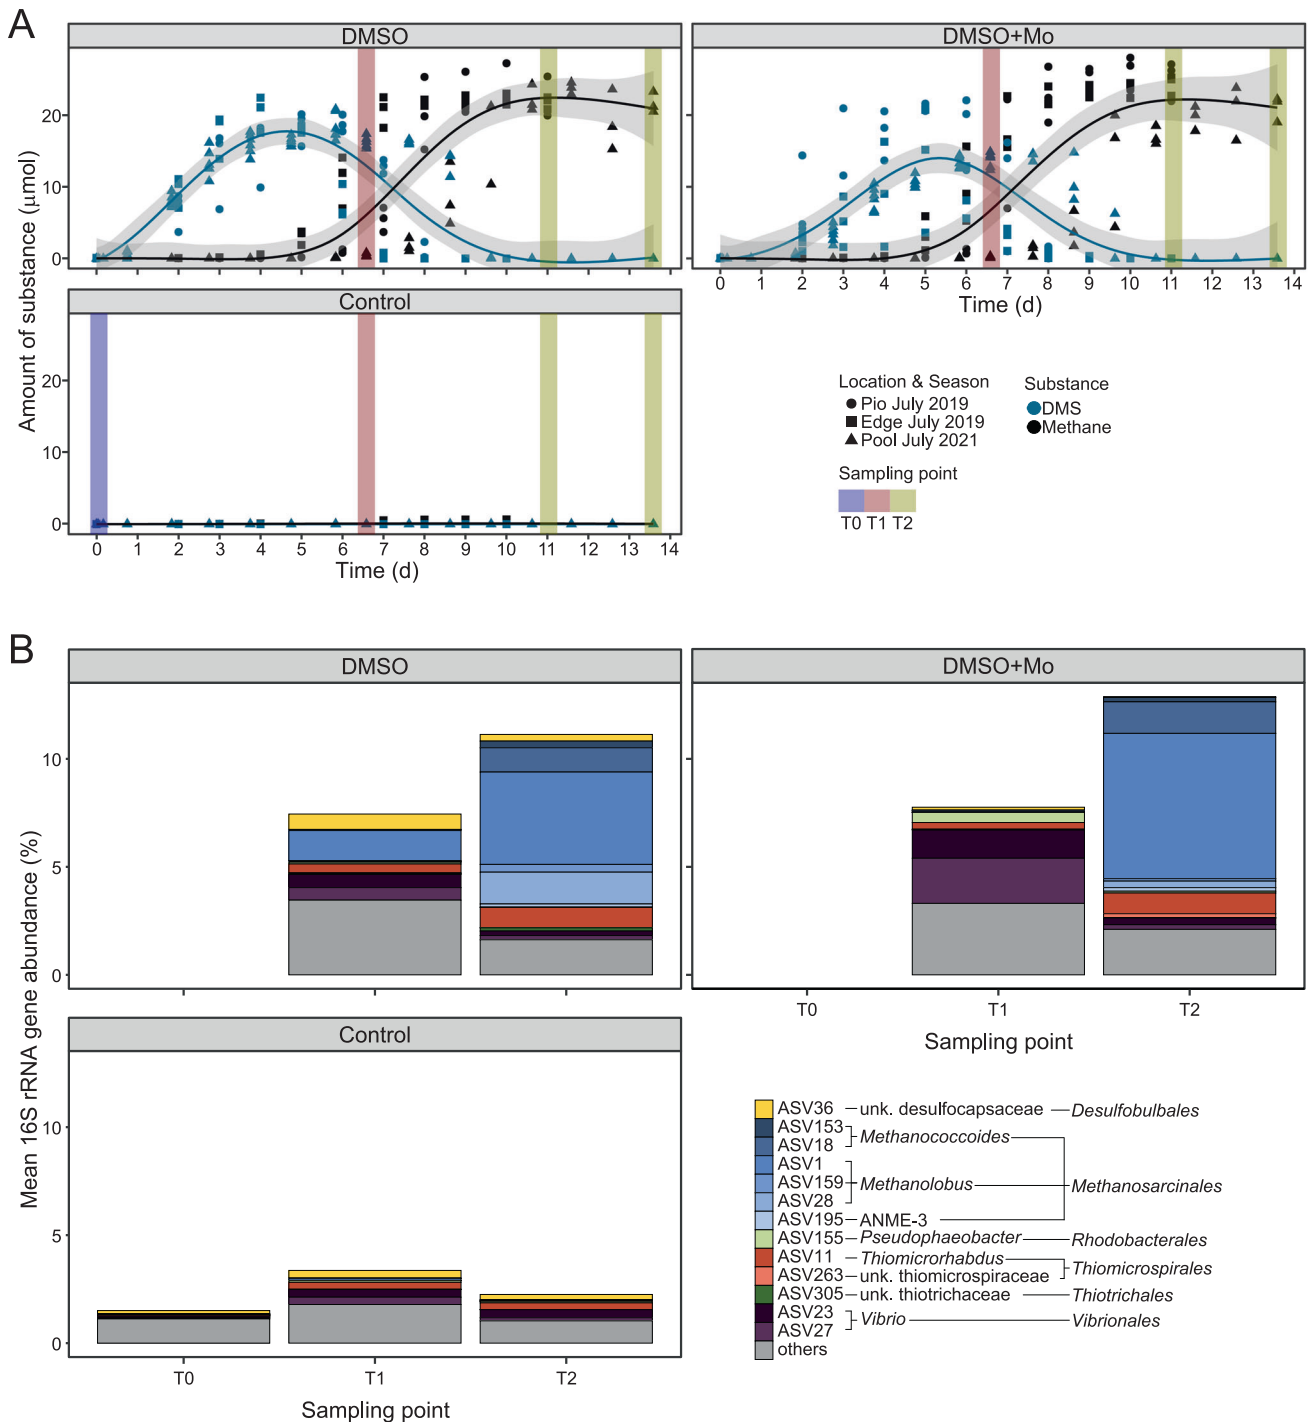 A
DMSO
DMSO+Mo
Amount of substance (µmol)
20
10
0
0 1 2 3 4 5 6 7 8 9 10 11 12 13 14
Time (d)
Control
20
10
0
0 1 2 3 4 5 6 7 8 9 10 11 12 13 14
Time (d)
Location & Season
Pio July 2019
Edge July 2019
Pool July 2021
Substance
DMS
Methane
Sampling point
T0 T1 T2
B
DMSO
DMSO+Mo
Mean 16S rRNA gene abundance (%)
10
5
0
T0 T1 T2
Sampling point
Control
10
5
0
T0 T1 T2
Sampling point
ASV36 unk. desulfocapsaceae Desulfobulbales
ASV153
ASV18 Methanococcoides
ASV1
ASV159 Methanolobus Methanosarcinales
ASV28
ASV195 ANME-3
ASV155 Pseudophaeobacter Rhodobacterales
ASV11 Thiomicrorhabdus Thiomicrospirales
ASV263 unk. thiomicrospiraceae
ASV305 unk. thiotrichaceae Thiotrichales
ASV23
ASV27 Vibrio Vibrionales
others